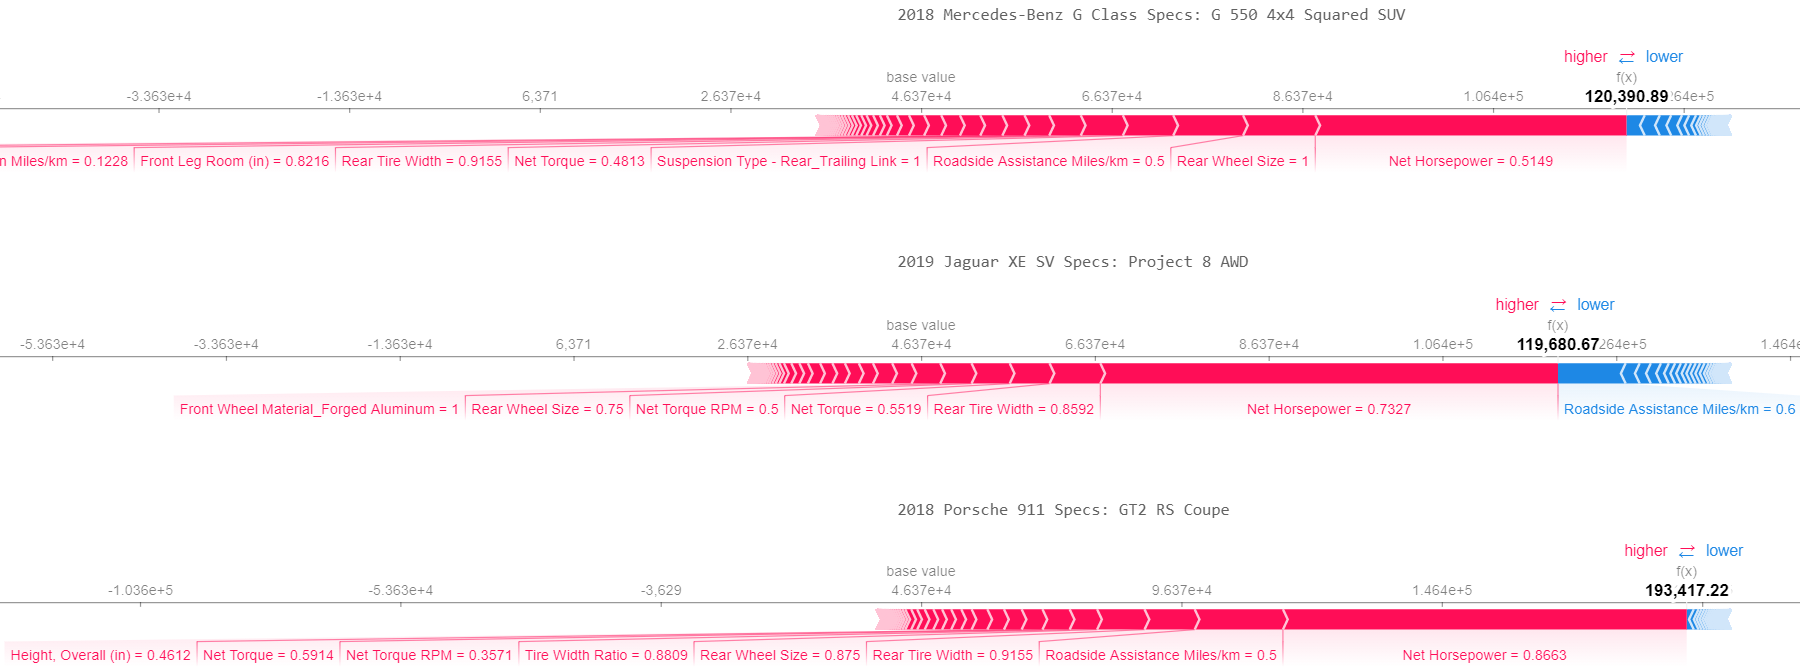 2018 Mercedes-Benz G Class Specs: G 550 4x4 Squared SUV
higher ⇄ lower
base value f(x)
-3.363e+4 -1.363e+4 6,371 2.637e+4 4.637e+4 6.637e+4 8.637e+4 1.064e+5 120,390.89 264e+5
n Miles/km = 0.1228 Front Leg Room (in) = 0.8216 Rear Tire Width = 0.9155 Net Torque = 0.4813 Suspension Type - Rear_Trailing Link = 1 Roadside Assistance Miles/km = 0.5 Rear Wheel Size = 1 Net Horsepower = 0.5149
2019 Jaguar XE SV Specs: Project 8 AWD
higher ⇄ lower
base value f(x)
-5.363e+4 -3.363e+4 -1.363e+4 6,371 2.637e+4 4.637e+4 6.637e+4 8.637e+4 1.064e+5 119,680.67 264e+5 1.464e
Front Wheel Material_Forged Aluminum = 1 Rear Wheel Size = 0.75 Net Torque RPM = 0.5 Net Torque = 0.5519 Rear Tire Width = 0.8592 Net Horsepower = 0.7327 Roadside Assistance Miles/km = 0.6
2018 Porsche 911 Specs: GT2 RS Coupe
higher ⇄ lower
base value f(x)
-1.036e+5 -5.363e+4 -3,629 4.637e+4 9.637e+4 1.464e+5 193,417.22
Height, Overall (in) = 0.4612 Net Torque = 0.5914 Net Torque RPM = 0.3571 Tire Width Ratio = 0.8809 Rear Wheel Size = 0.875 Rear Tire Width = 0.9155 Roadside Assistance Miles/km = 0.5 Net Horsepower = 0.8663